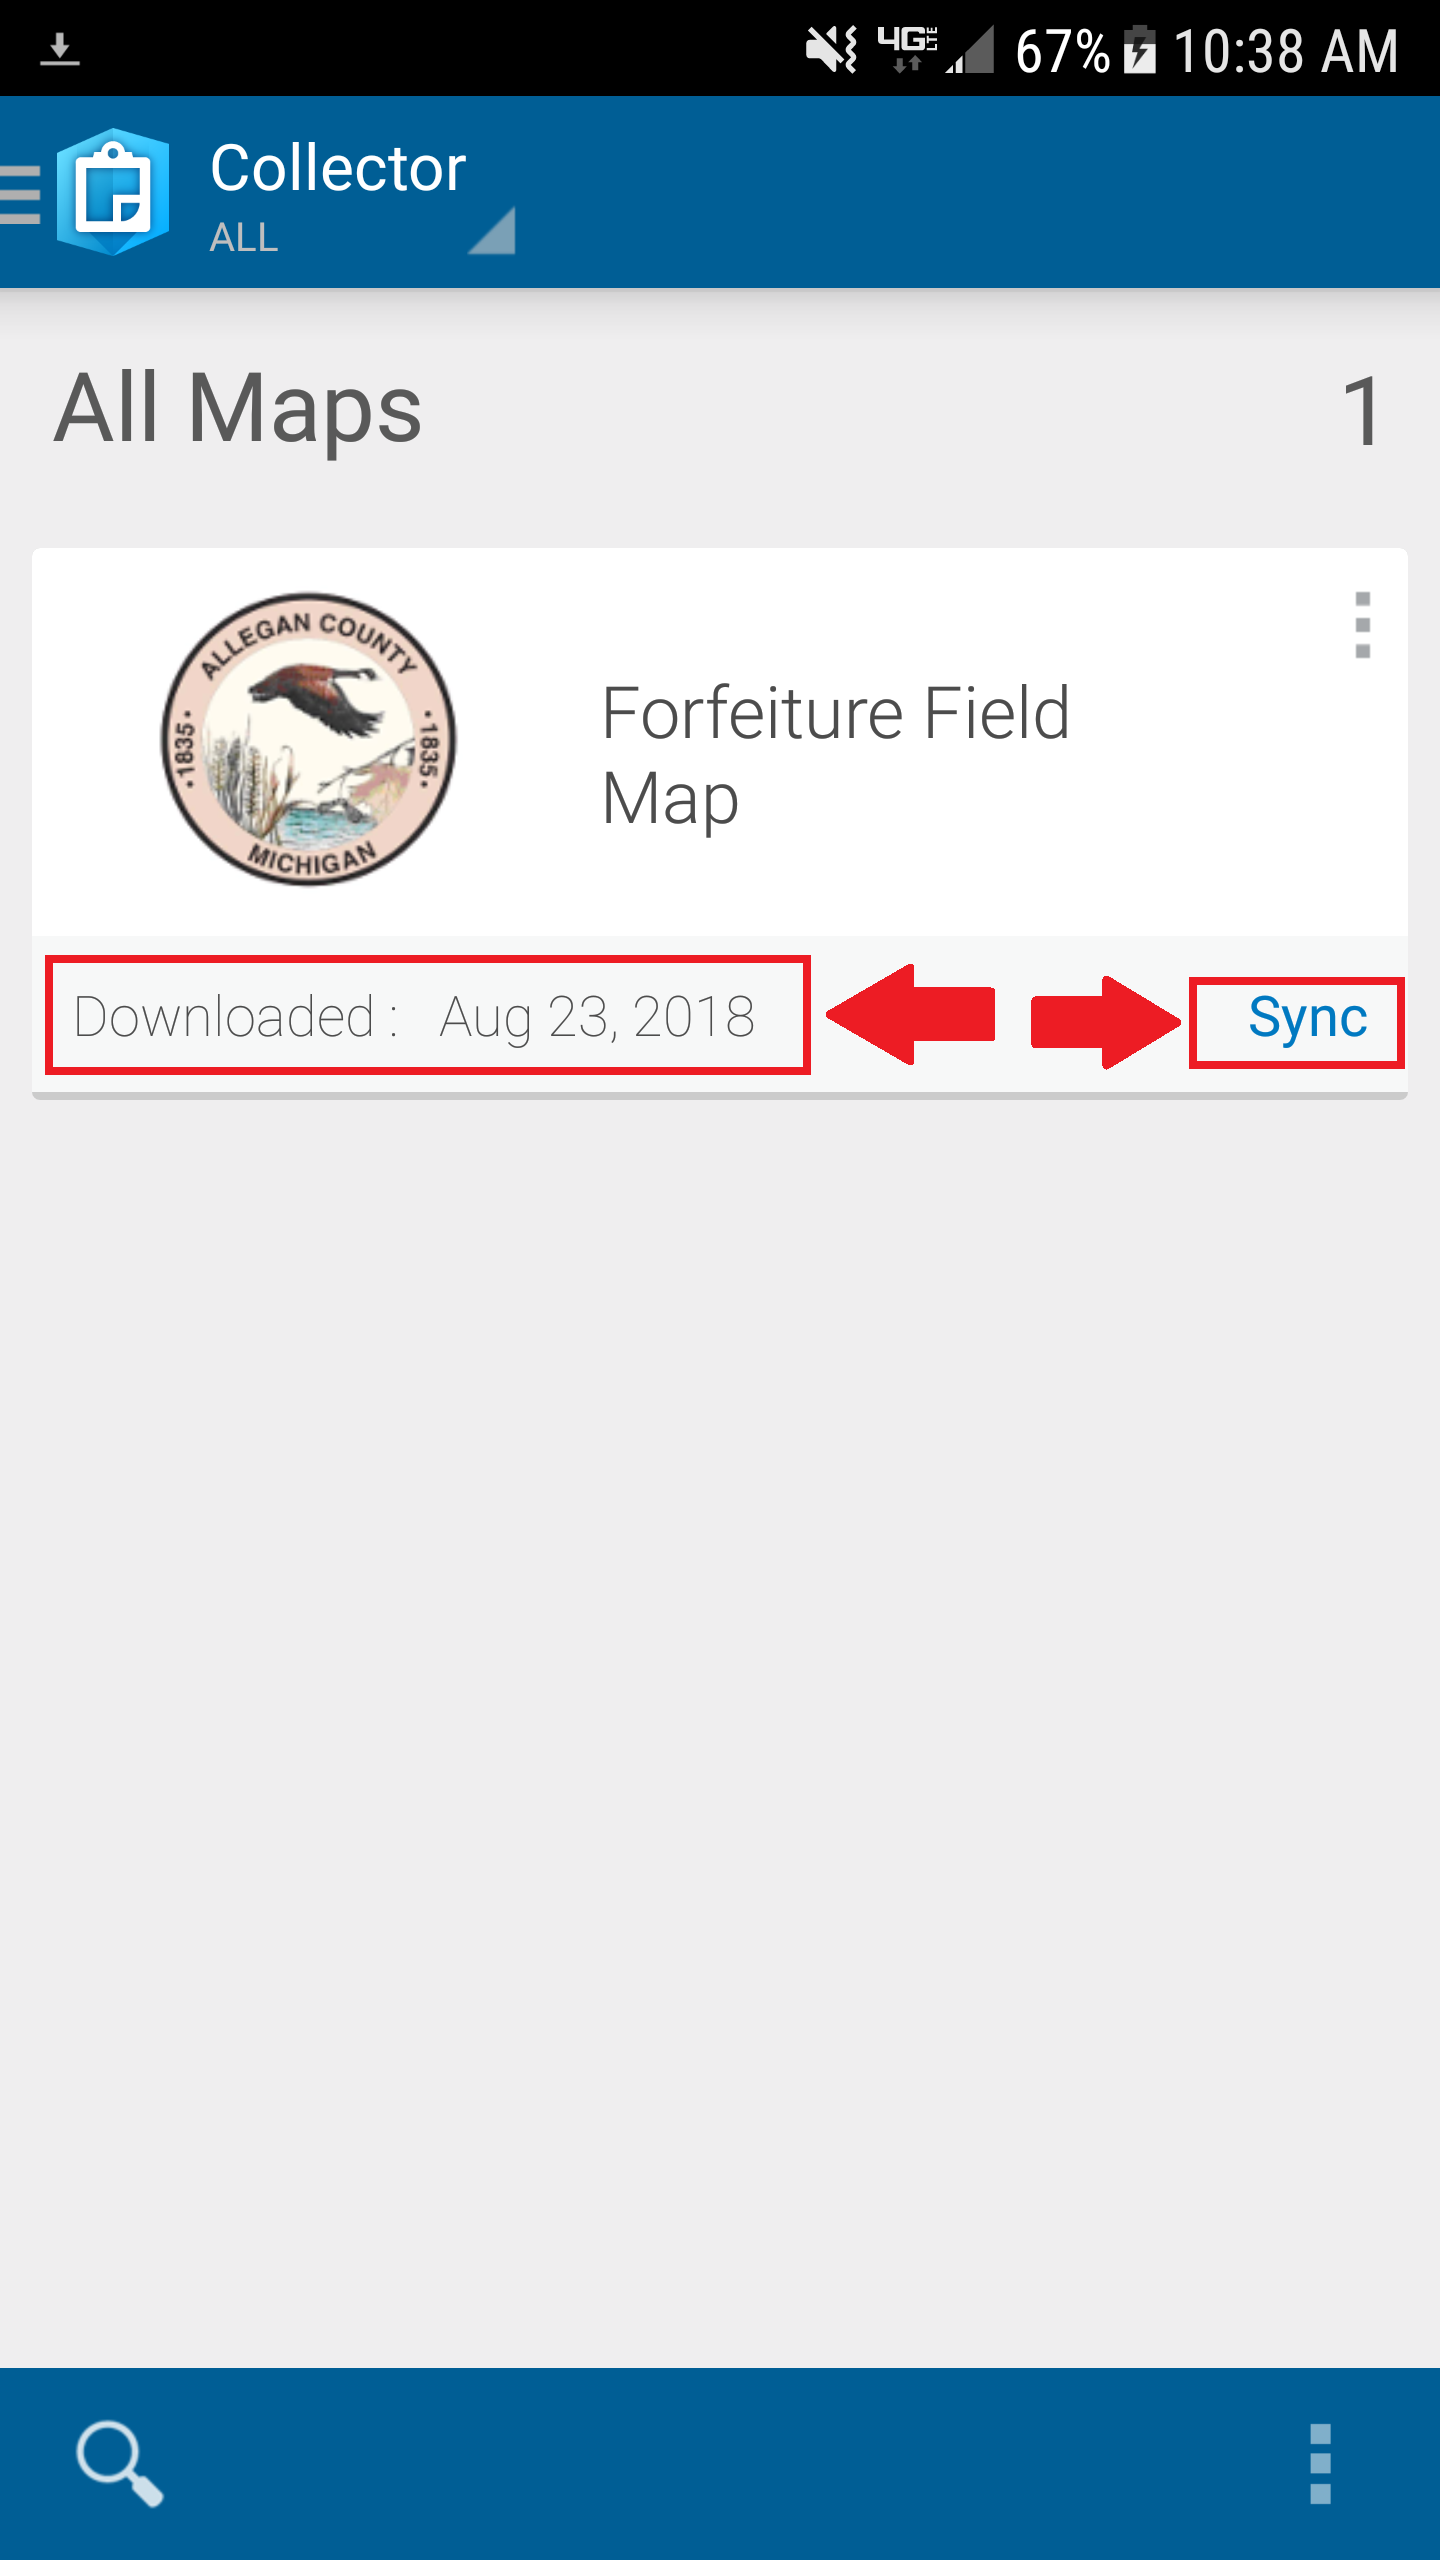 4G LTE 67% 10:38 AM
Collector
ALL
All Maps 1
ALLEGAN COUNTY
•1835• •1835•
MICHIGAN
Forfeiture Field
Map
Downloaded : Aug 23, 2018 Sync